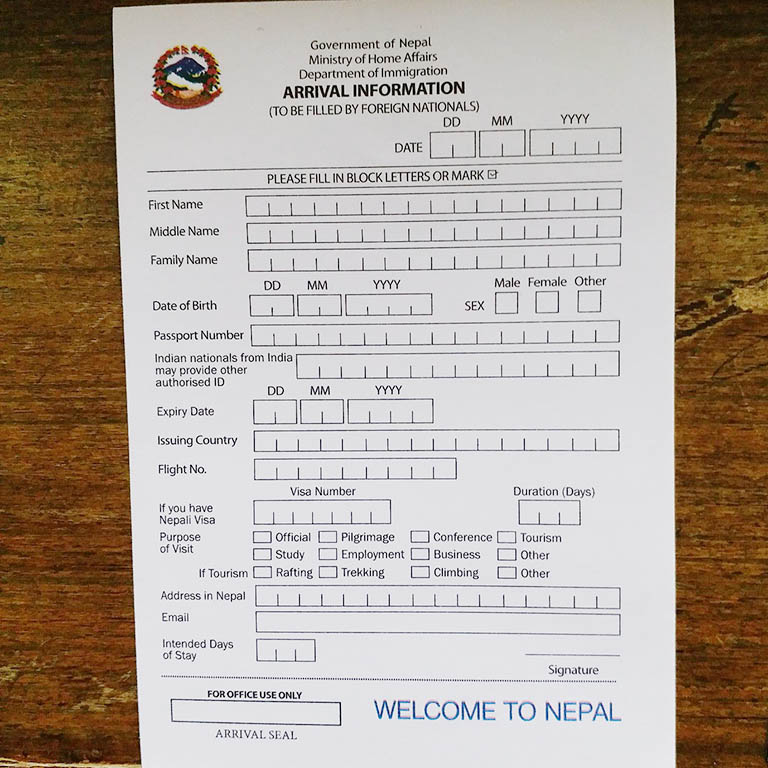 Government of Nepal
Ministry of Home Affairs
Department of Immigration
ARRIVAL INFORMATION
(TO BE FILLED BY FOREIGN NATIONALS)
DD MM YYYY
DATE
PLEASE FILL IN BLOCK LETTERS OR MARK ☑
First Name
Middle Name
Family Name
DD MM YYYY Male Female Other
Date of Birth SEX
Passport Number
Indian nationals from India
may provide other
authorised ID
DD MM YYYY
Expiry Date
Issuing Country
Flight No.
Visa Number Duration (Days)
If you have
Nepali Visa
Purpose
of Visit
Official Pilgrimage Conference Tourism
Study Employment Business Other
If Tourism Rafting Trekking Climbing Other
Address in Nepal
Email
Intended Days
of Stay
Signature
FOR OFFICE USE ONLY
ARRIVAL SEAL
WELCOME TO NEPAL